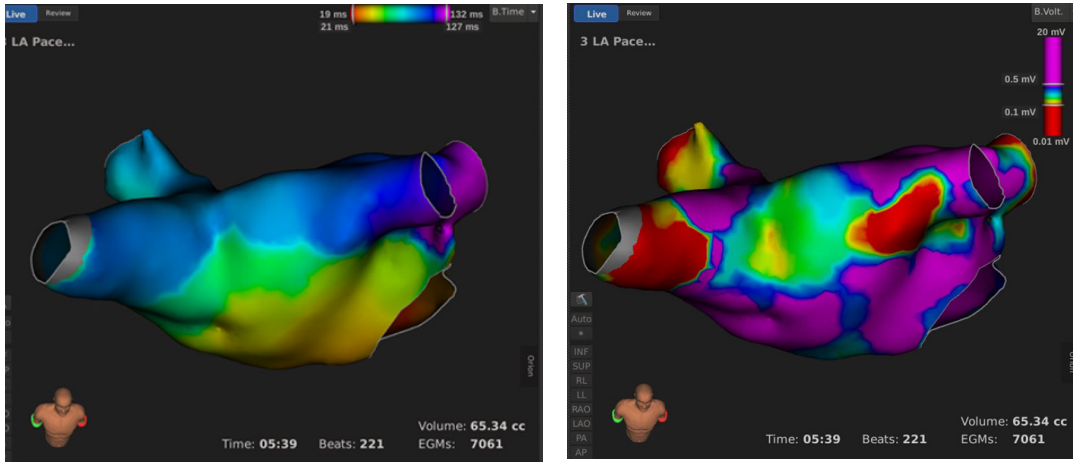 Live Review
19 ms 132 ms B.Time
21 ms 127 ms
LA Pace...
Orion
Volume: 65.34 cc
Time: 05:39 Beats: 221 EGMs: 7061
Live Review
B.Volt.
3 LA Pace...
20 mV
0.5 mV
0.1 mV
0.01 mV
Auto
*
INF
SUP
RL
LL
RAO
LAO
PA
AP
Volume: 65.34 cc
Time: 05:39 Beats: 221 EGMs: 7061